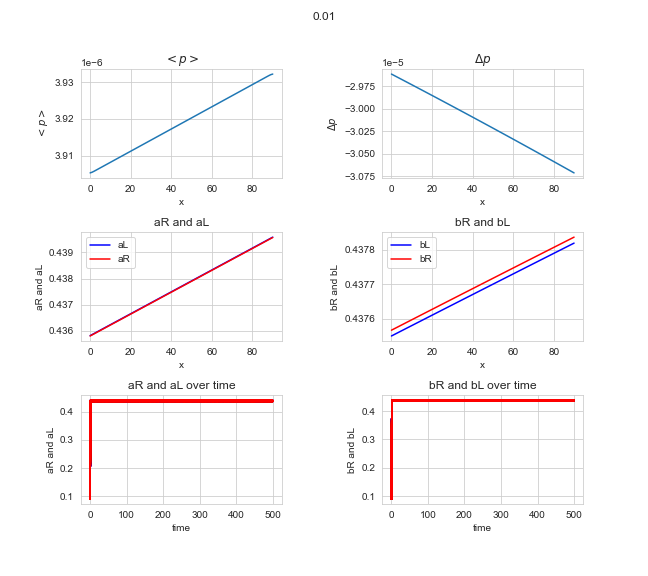 0.01
< p >
1e−6
3.93
3.92
3.91
< p >
0 20 40 60 80
x
Δp
1e−5
−2.975
−3.000
−3.025
−3.050
−3.075
Δp
0 20 40 60 80
x
aR and aL
aL
aR
0.439
0.438
0.437
0.436
aR and aL
0 20 40 60 80
x
bR and bL
bL
bR
0.4378
0.4377
0.4376
bR and bL
0 20 40 60 80
x
aR and aL over time
0.4
0.3
0.2
0.1
aR and aL
0 100 200 300 400 500
time
bR and bL over time
0.4
0.3
0.2
0.1
bR and bL
0 100 200 300 400 500
time